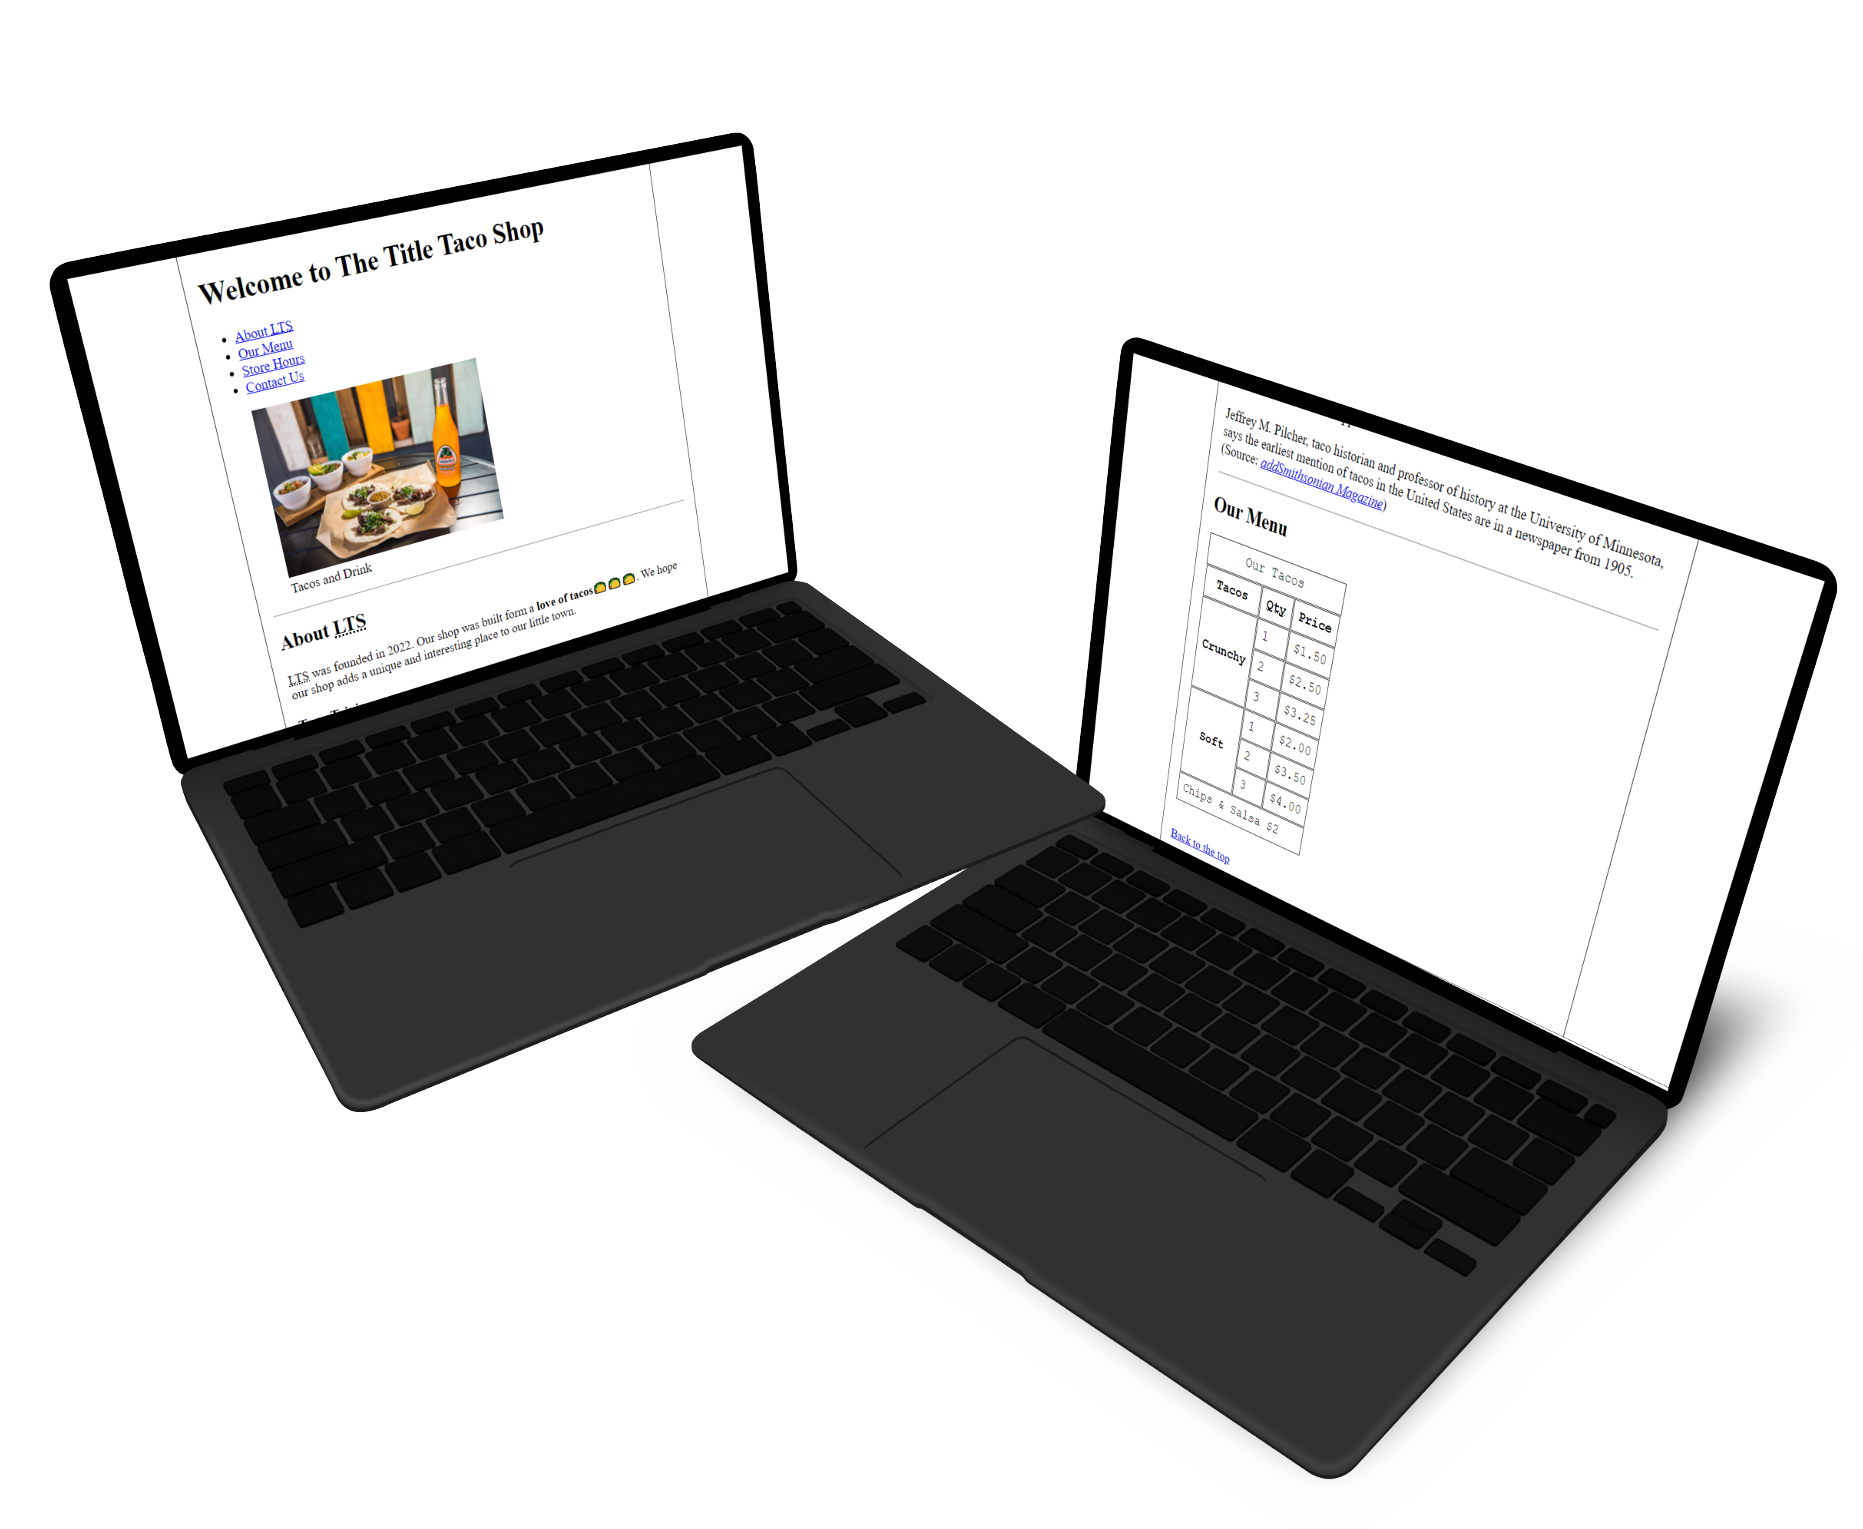 Welcome to The Title Taco Shop
About LTS
Our Menu
Store Hours
Contact Us
Tacos and Drink
About LTS
LTS was founded in 2022. Our shop was built form a love of tacos🌮🌮🌮. We hope
our shop adds a unique and interesting place to our little town.
Jeffrey M. Pilcher, taco historian and professor of history at the University of Minnesota,
says the earliest mention of tacos in the United States are in a newspaper from 1905.
(Source: addSmithsonian Magazine)
Our Menu
Our Tacos
Tacos Qty Price
Crunchy 1 $1.50
2 $2.50
3 $3.25
Soft 1 $2.00
2 $3.50
3 $4.00
Chips & Salsa $2
Back to the top